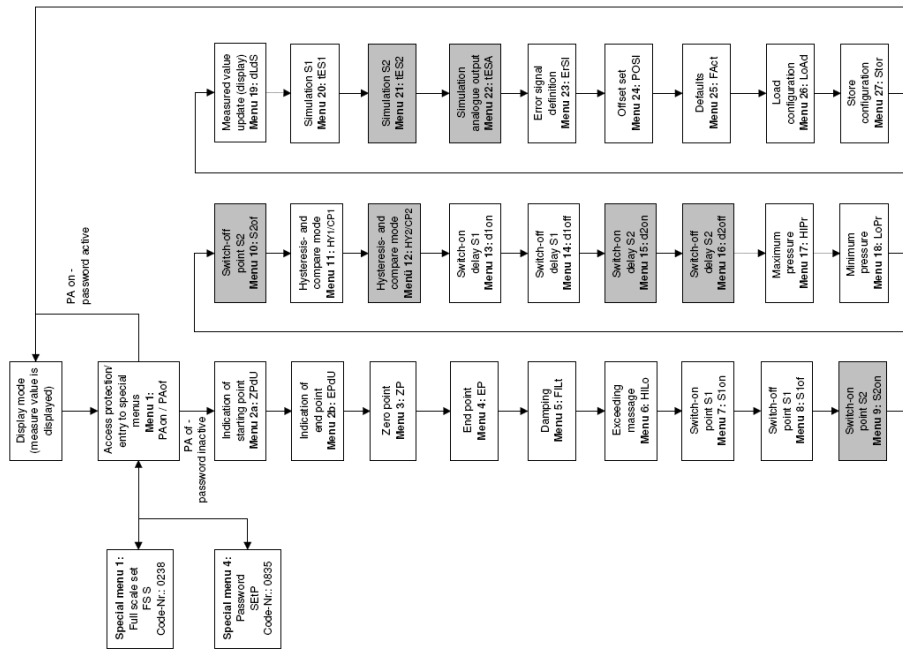 Display mode
(measure value is
displayed)
PA on -
password active
Access protection/
entry to special
menus
Menu 1:
PAon / PAof
PA of -
password inactive
Special menu 1:
Full scale set
FS S
Code-Nr.: 0238
Special menu 4:
Password
SEtP
Code-Nr.: 0835
Indication of
starting point
Menu 2a: ZPdU
Indication of
end point
Menu 2b: EPdU
Zero point
Menu 3: ZP
End point
Menu 4: EP
Damping
Menu 5: FILt
Exceeding
massage
Menu 6: HILo
Switch-on
point S1
Menu 7: S1on
Switch-off
point S1
Menu 8: S1of
Switch-on
point S2
Menu 9: S2on
Switch-off
point S2
Menu 10: S2of
Hysteresis- and
compare mode
Menu 11: HY1/CP1
Hysteresis- and
compare mode
Menü 12: HY2/CP2
Switch-on
delay S1
Menu 13: d1on
Switch-off
delay S1
Menu 14: d1off
Switch-on
delay S2
Menu 15: d2on
Switch-off
delay S2
Menu 16: d2off
Maximum
pressure
Menu 17: HIPr
Minimum
pressure
Menu 18: LoPr
Measured value
update (display)
Menu 19: dLdS
Simulation S1
Menu 20: tES1
Simulation S2
Menu 21: tES2
Simulation
analogue output
Menu 22: tESA
Error signal
definition
Menu 23: ErSI
Offset set
Menu 24: POSI
Defaults
Menu 25: FAct
Load
configuration
Menu 26: LoAd
Store
configuration
Menu 27: Stor